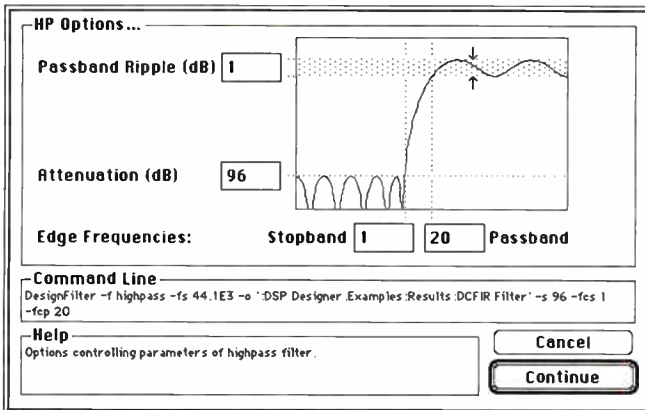 HP Options...
Passband Ripple (dB) 1
Attenuation (dB) 96
Edge Frequencies: Stopband 1 20 Passband
Command Line
DesignFilter -f highpass -fs 44.1E3 -o ':DSP Designer .Examples :Results :DCFIR Filter' -s 96 -fcs 1
-fcp 20
Help
Options controlling parameters of highpass filter.
Cancel
Continue